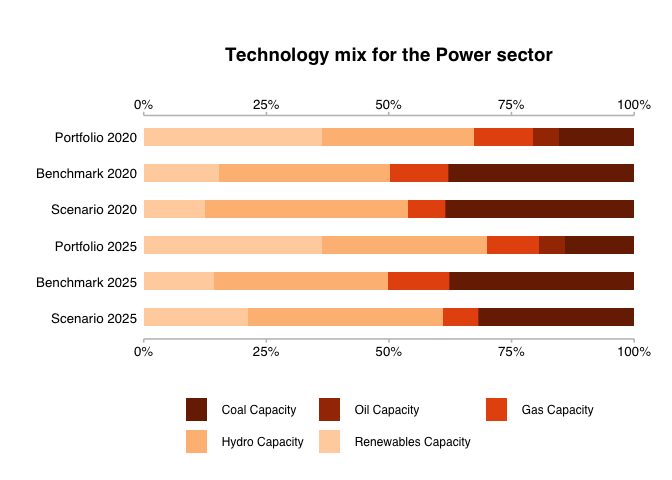 Technology mix for the Power sector
0% 25% 50% 75% 100%
Portfolio 2020
Benchmark 2020
Scenario 2020
Portfolio 2025
Benchmark 2025
Scenario 2025
0% 25% 50% 75% 100%
Coal Capacity Oil Capacity Gas Capacity
Hydro Capacity Renewables Capacity